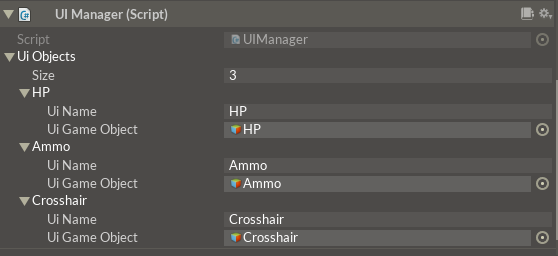 UI Manager (Script)
Script UIManager
Ui Objects
Size 3
HP
Ui Name HP
Ui Game Object HP
Ammo
Ui Name Ammo
Ui Game Object Ammo
Crosshair
Ui Name Crosshair
Ui Game Object Crosshair